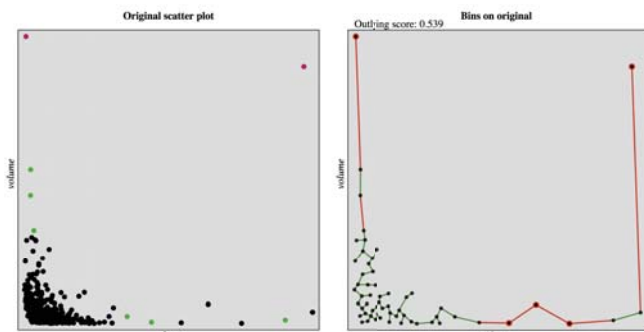 Original scatter plot
volume
Bins on original
Outlying score: 0.539
volume